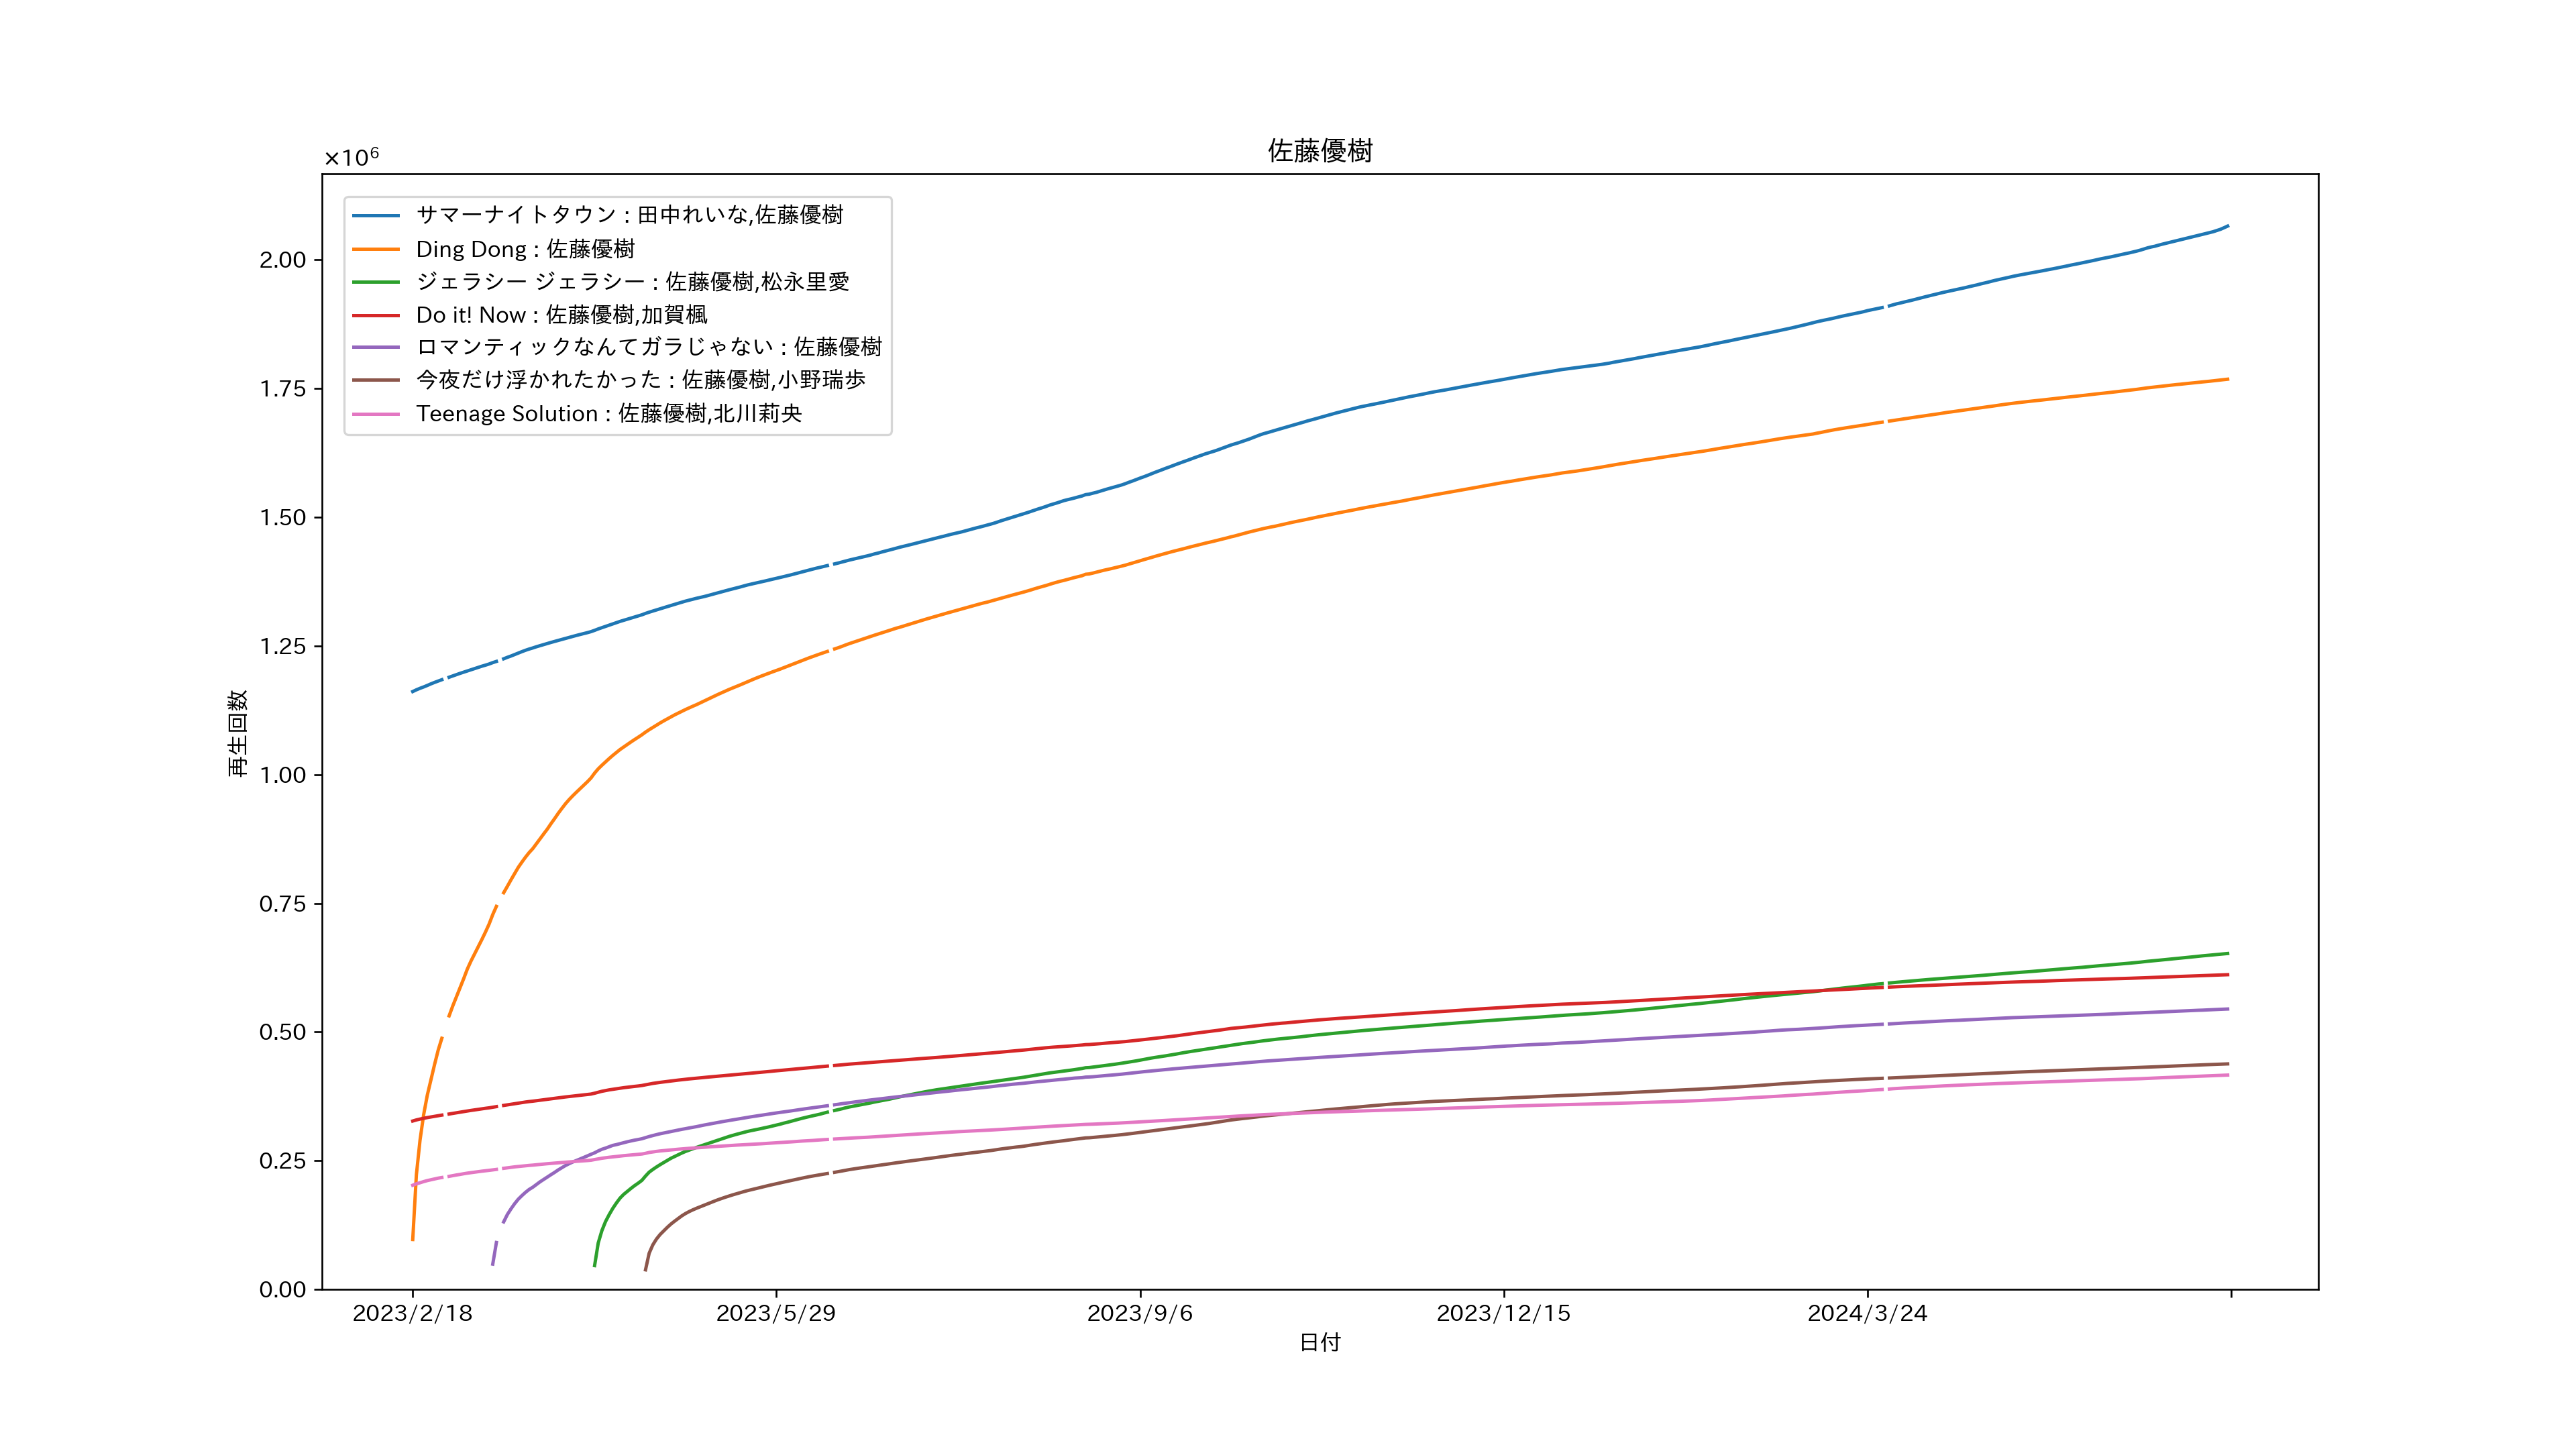 佐藤優樹
×10⁶
サマーナイトタウン : 田中れいな,佐藤優樹
Ding Dong : 佐藤優樹
ジェラシー ジェラシー : 佐藤優樹,松永里愛
Do it! Now : 佐藤優樹,加賀楓
ロマンティックなんてガラじゃない : 佐藤優樹
今夜だけ浮かれたかった : 佐藤優樹,小野瑞歩
Teenage Solution : 佐藤優樹,北川莉央
2.00
1.75
1.50
1.25
1.00
0.75
0.50
0.25
0.00
再生回数
2023/2/18 2023/5/29 2023/9/6 2023/12/15 2024/3/24
日付